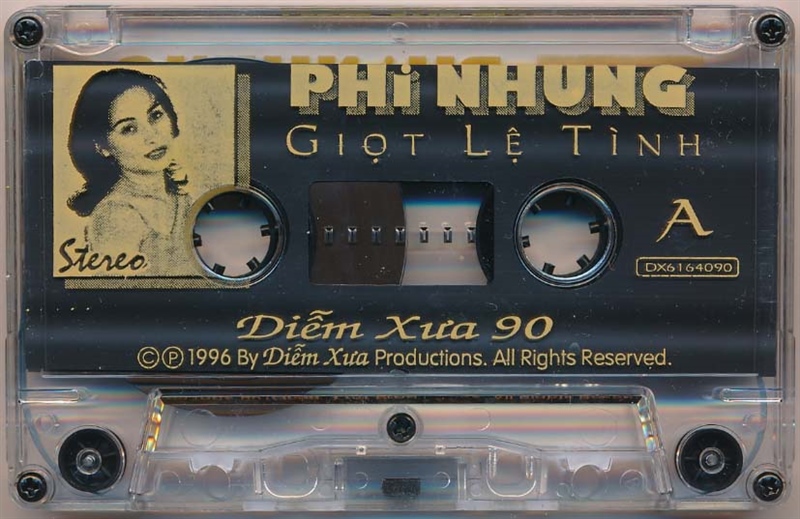 PHi NHUNG
GIỌT LỆ TÌNH
Stereo
A
DX6164090
Diễm Xưa 90
©℗ 1996 By Diễm Xưa Productions. All Rights Reserved.